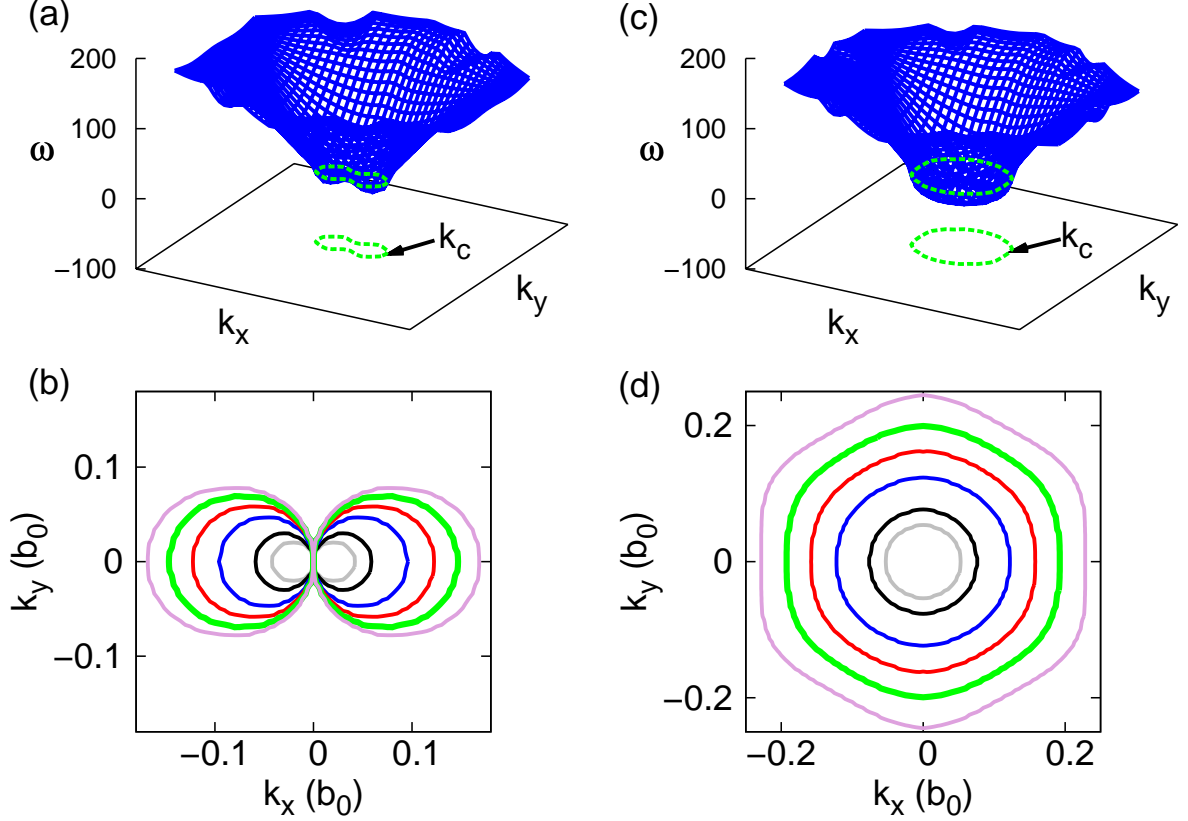 (a)
200
100
ω
0
−100
k_c
k_x
k_y
(c)
200
100
ω
0
−100
k_c
k_x
k_y
(b)
0.1
0
−0.1
k_y (b_0)
−0.1 0 0.1
k_x (b_0)
(d)
0.2
0
−0.2
k_y (b_0)
−0.2 0 0.2
k_x (b_0)